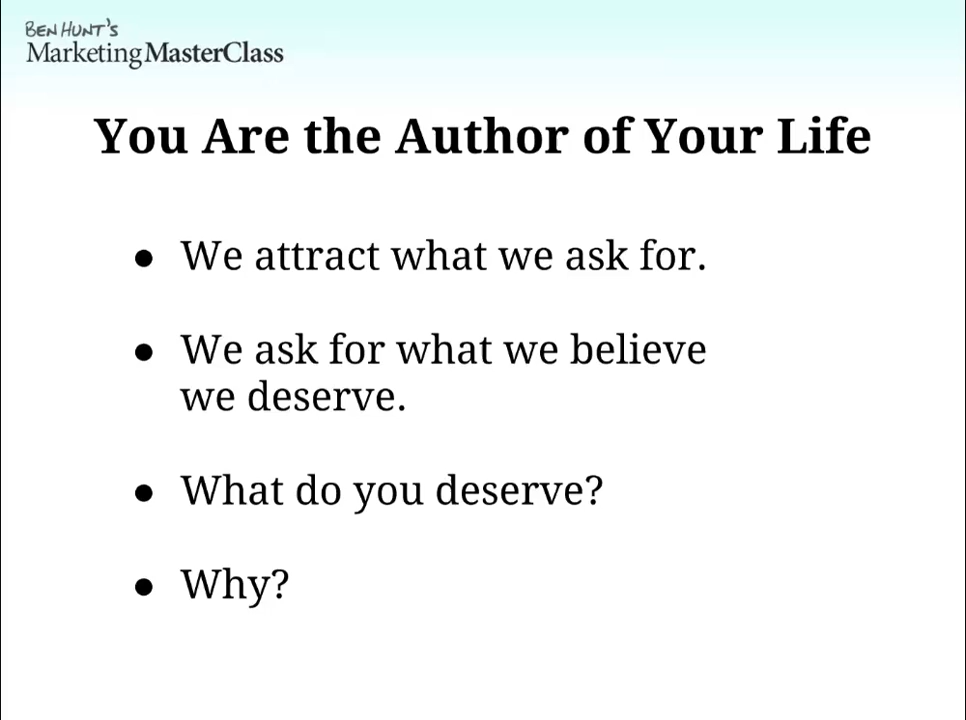 BEN HUNT'S
Marketing MasterClass
You Are the Author of Your Life
● We attract what we ask for.
● We ask for what we believe
we deserve.
● What do you deserve?
● Why?